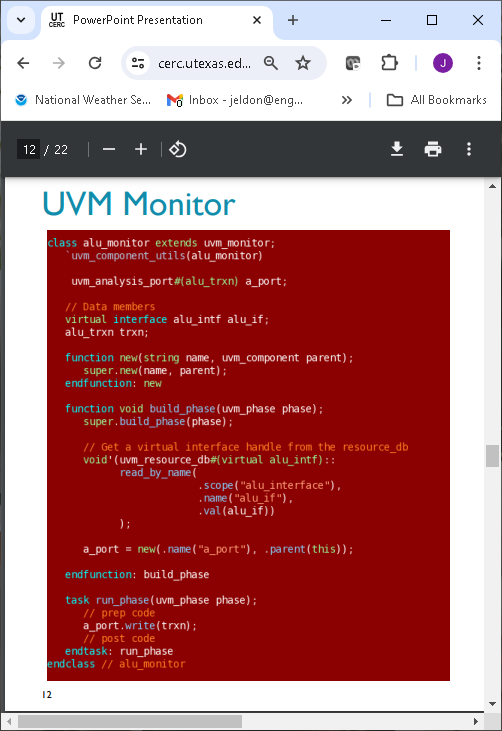 UT
CERC
PowerPoint Presentation
cerc.utexas.ed...
J
National Weather Se...
Inbox - jeldon@eng...
»
All Bookmarks
12 / 22
UVM Monitor
class alu_monitor extends uvm_monitor;
`uvm_component_utils(alu_monitor)
uvm_analysis_port#(alu_trxn) a_port;
// Data members
virtual interface alu_intf alu_if;
alu_trxn trxn;
function new(string name, uvm_component parent);
super.new(name, parent);
endfunction: new
function void build_phase(uvm_phase phase);
super.build_phase(phase);
// Get a virtual interface handle from the resource_db
void'(uvm_resource_db#(virtual alu_intf)::
read_by_name(
.scope("alu_interface"),
.name("alu_if"),
.val(alu_if))
);
a_port = new(.name("a_port"), .parent(this));
endfunction: build_phase
task run_phase(uvm_phase phase);
// prep code
a_port.write(trxn);
// post code
endtask: run_phase
endclass // alu_monitor
12